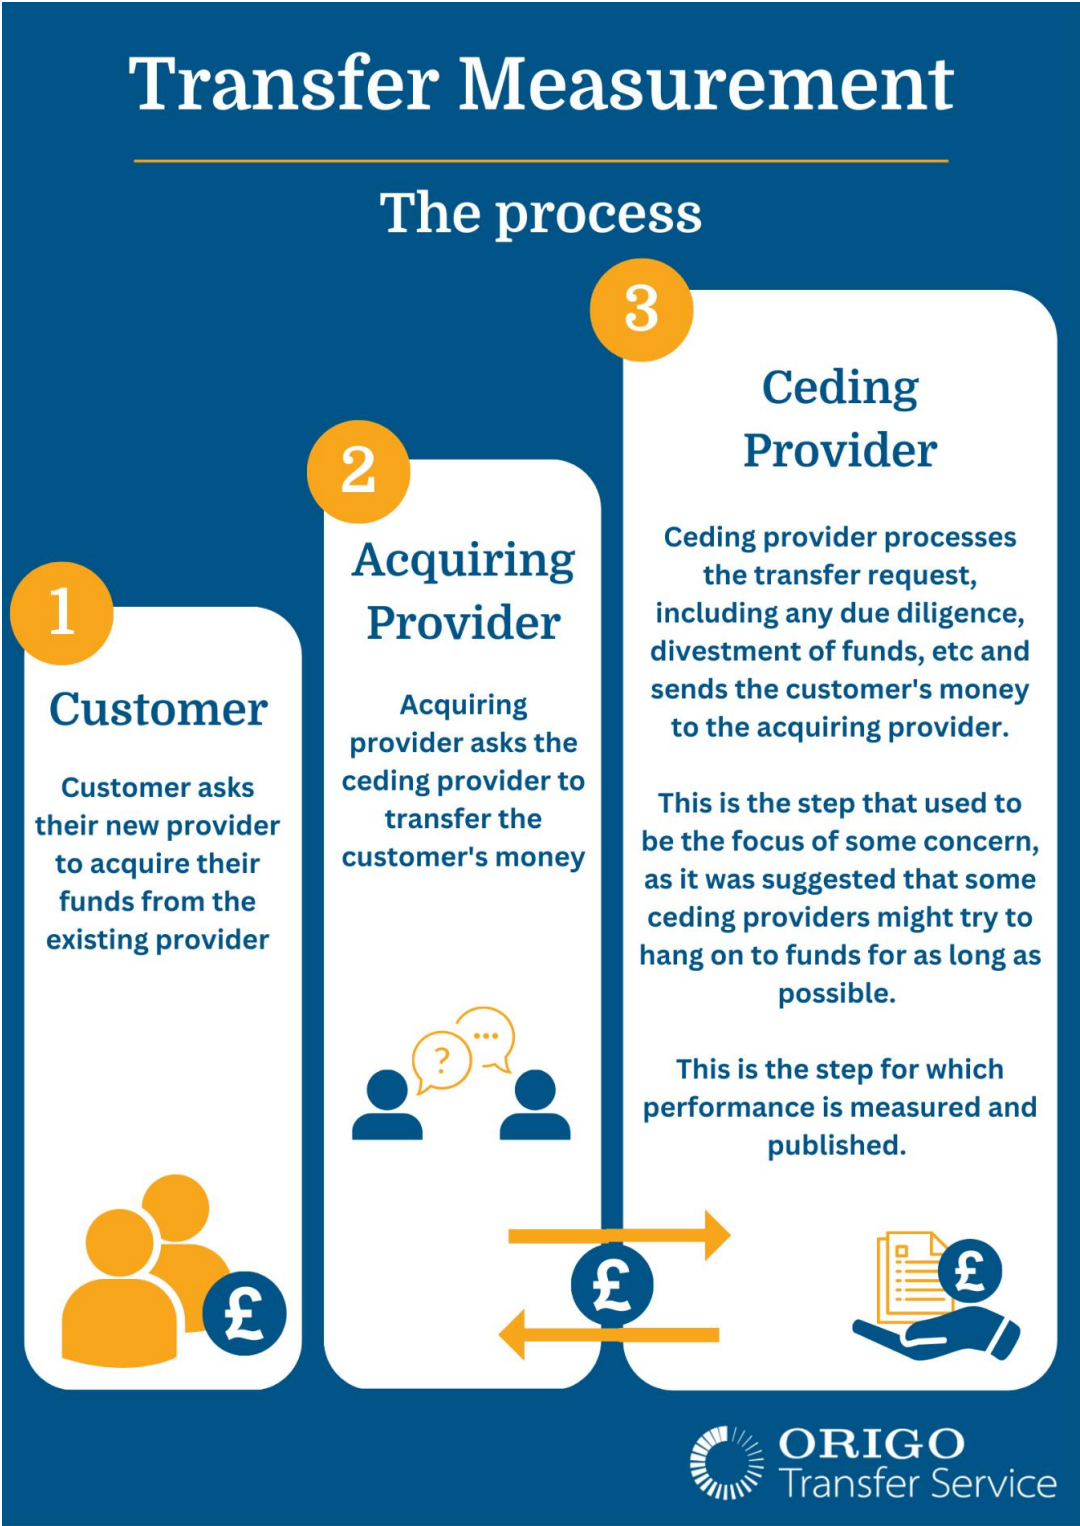 Transfer Measurement
The process
1
Customer
Customer asks
their new provider
to acquire their
funds from the
existing provider
£
2
Acquiring
Provider
Acquiring
provider asks the
ceding provider to
transfer the
customer's money
?
...
£
3
Ceding
Provider
Ceding provider processes
the transfer request,
including any due diligence,
divestment of funds, etc and
sends the customer's money
to the acquiring provider.
This is the step that used to
be the focus of some concern,
as it was suggested that some
ceding providers might try to
hang on to funds for as long as
possible.
This is the step for which
performance is measured and
published.
£
ORIGO
Transfer Service